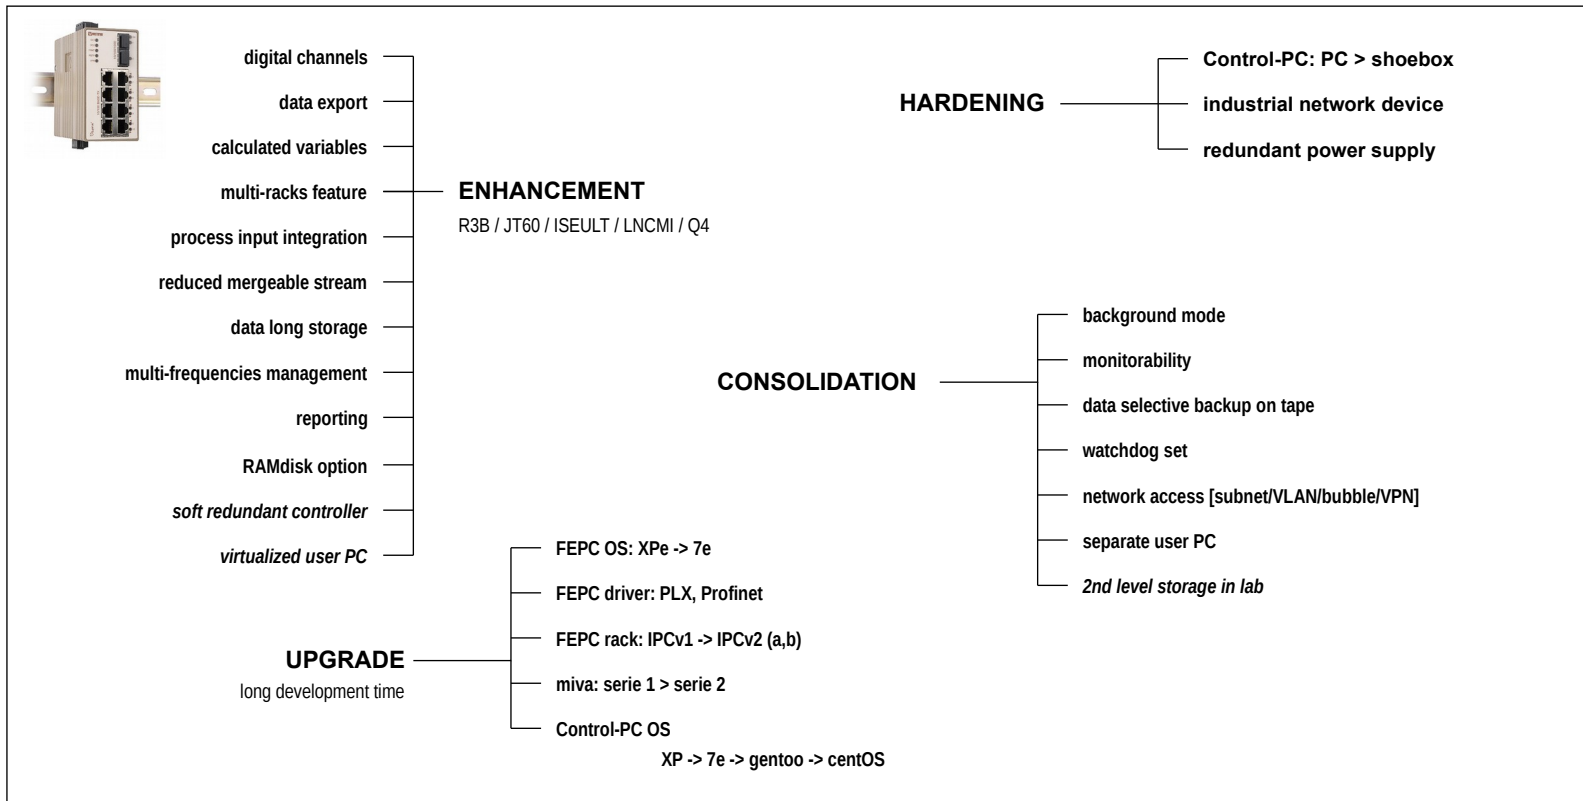 digital channels
data export
calculated variables
multi-racks feature
process input integration
reduced mergeable stream
data long storage
multi-frequencies management
reporting
RAMdisk option
soft redundant controller
virtualized user PC
ENHANCEMENT
R3B / JT60 / ISEULT / LNCMI / Q4
HARDENING
Control-PC: PC > shoebox
industrial network device
redundant power supply
CONSOLIDATION
background mode
monitorability
data selective backup on tape
watchdog set
network access [subnet/VLAN/bubble/VPN]
separate user PC
2nd level storage in lab
UPGRADE
long development time
FEPC OS: XPe -> 7e
FEPC driver: PLX, Profinet
FEPC rack: IPCv1 -> IPCv2 (a,b)
miva: serie 1 > serie 2
Control-PC OS
XP -> 7e -> gentoo -> centOS